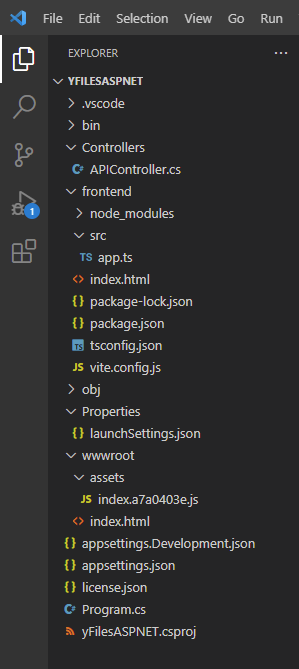 File Edit Selection View Go Run
EXPLORER
YFILESASPNET
.vscode
bin
Controllers
C# APIController.cs
frontend
node_modules
src
TS app.ts
<> index.html
{} package-lock.json
{} package.json
TS tsconfig.json
vite.config.js
1
obj
Properties
{} launchSettings.json
wwwroot
assets
JS index.a7a0403e.js
<> index.html
{} appsettings.Development.json
{} appsettings.json
{} license.json
C# Program.cs
yFilesASPNET.csproj